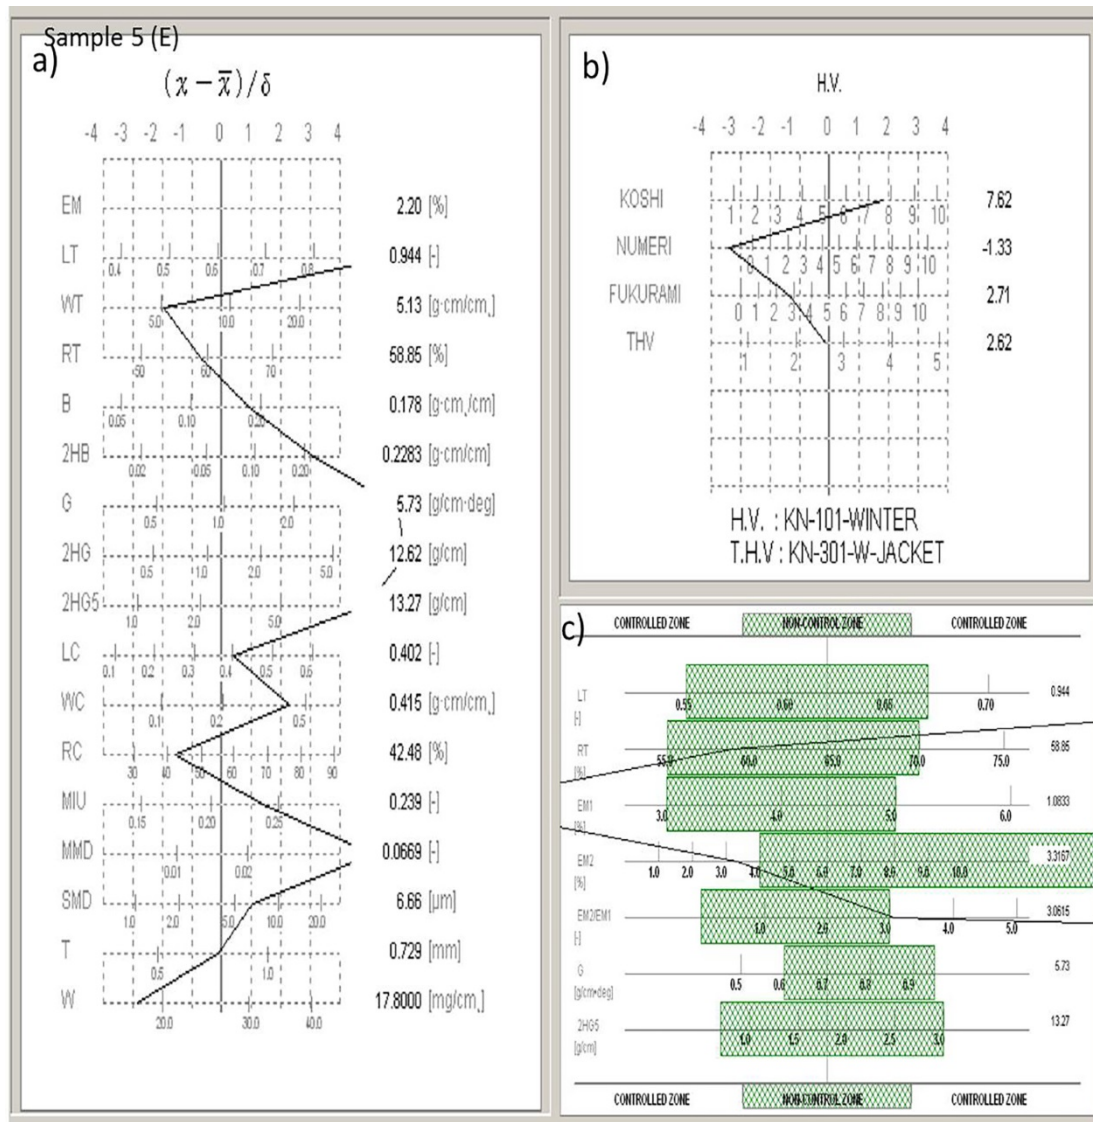 Sample 5 (E)
a)
(χ − χ̅)/δ
-4 -3 -2 -1 0 1 2 3 4
EM 2.20 [%]
LT 0.944 [-]
0.4 0.5 0.6 0.7 0.8
WT 5.13 [g·cm/cm,]
5.0 10.0 20.0
RT 58.85 [%]
50 60 70
B 0.178 [g·cm,/cm]
0.05 0.10 0.20
2HB 0.2283 [g·cm/cm]
0.02 0.05 0.10 0.20
G 5.73 [g/cm·deg]
0.5 1.0 2.0
2HG 12.62 [g/cm]
0.5 1.0 2.0 5.0
2HG5 13.27 [g/cm]
1.0 2.0 5.0
LC 0.402 [-]
0.1 0.2 0.3 0.4 0.5 0.6
WC 0.415 [g·cm/cm,]
0.1 0.2 0.5
RC 42.48 [%]
30 40 50 60 70 80 90
MIU 0.239 [-]
0.15 0.20 0.25
MMD 0.0669 [-]
0.01 0.02
SMD 6.66 [μm]
1.0 2.0 5.0 10.0 20.0
T 0.729 [mm]
0.5 1.0
W 17.8000 [mg/cm,]
20.0 30.0 40.0
b)
H.V.
-4 -3 -2 -1 0 1 2 3 4
KOSHI 7.62
1 2 3 4 5 6 7 8 9 10
NUMERI -1.33
0 1 2 3 4 5 6 7 8 9 10
FUKURAMI 2.71
0 1 2 3 4 5 6 7 8 9 10
THV 2.62
1 2 3 4 5
H.V. : KN-101-WINTER
T.H.V : KN-301-W-JACKET
c)
CONTROLLED ZONE NON-CONTROL ZONE CONTROLLED ZONE
LT 0.944
[-] 0.55 0.60 0.65 0.70
RT 58.85
[%] 55.0 60.0 65.0 70.0 75.0
EM1 1.0833
[%] 3.0 4.0 5.0 6.0
EM2 3.3167
[%] 1.0 2.0 3.0 4.0 5.0 6.0 7.0 8.0 9.0 10.0
EM2/EM1 3.0615
[-] 1.0 2.0 3.0 4.0 5.0
G 5.73
[g/cm•deg] 0.5 0.6 0.7 0.8 0.9
2HG5 13.27
[g/cm] 1.0 1.5 2.0 2.5 3.0
CONTROLLED ZONE NON-CONTROL ZONE CONTROLLED ZONE